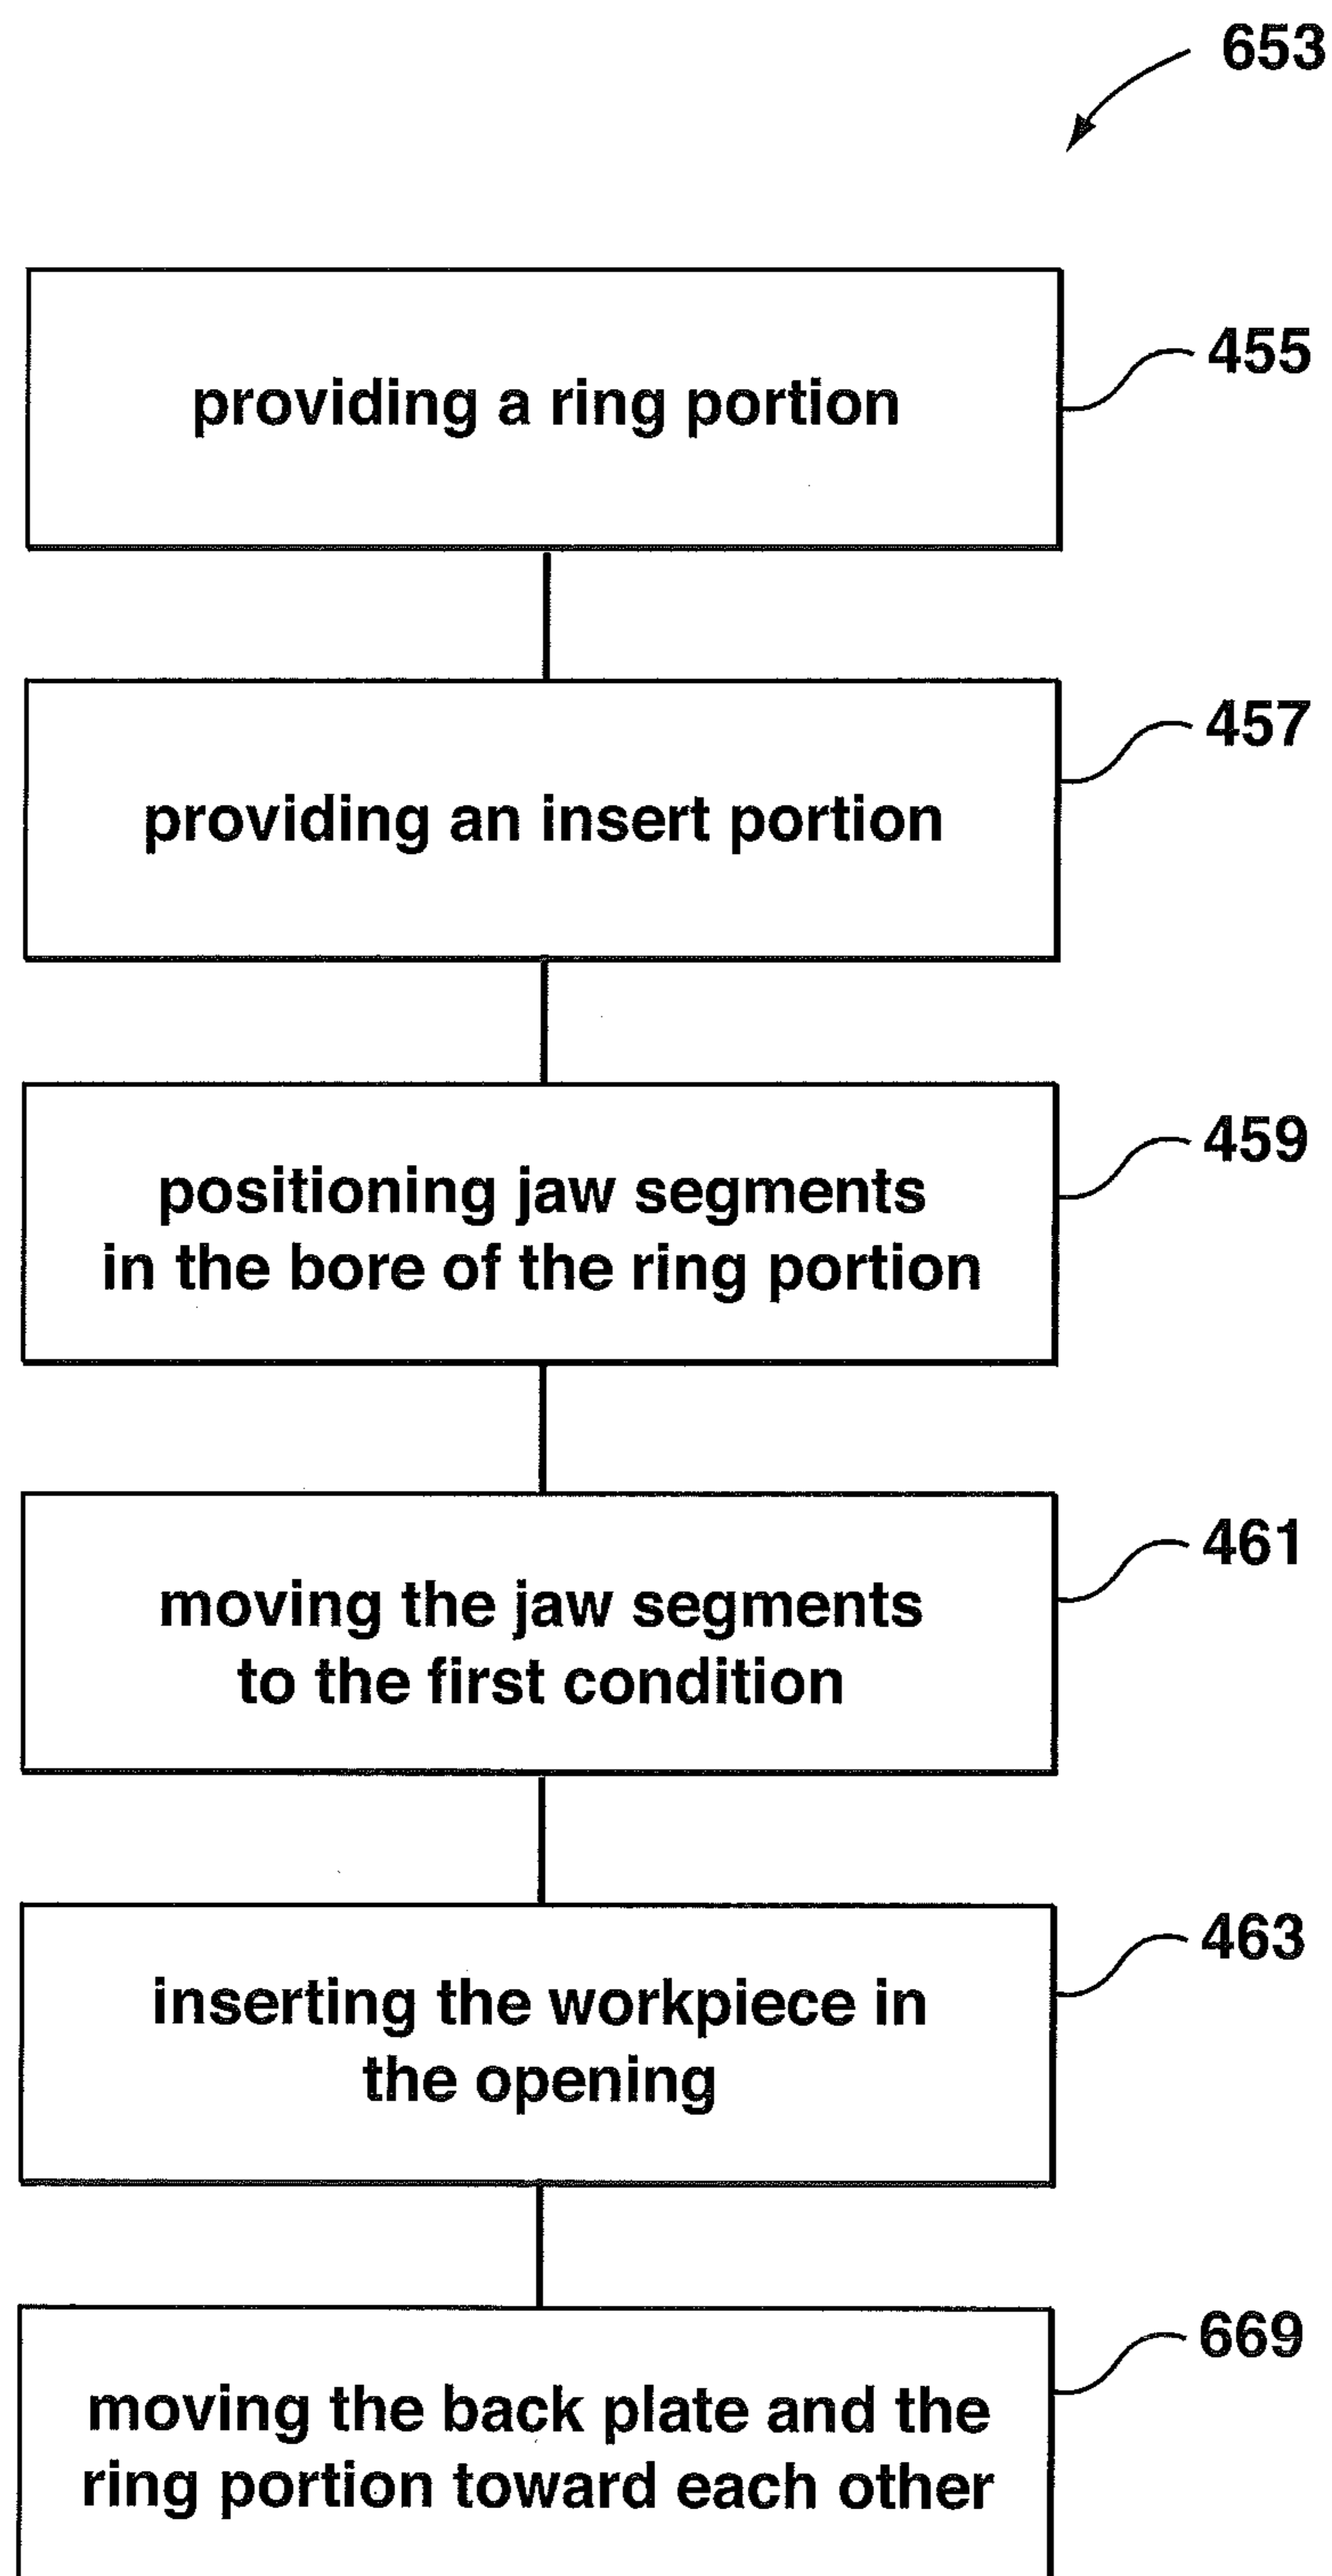 653
providing a ring portion
455
providing an insert portion
457
positioning jaw segments
in the bore of the ring portion
459
moving the jaw segments
to the first condition
461
inserting the workpiece in
the opening
463
moving the back plate and the
ring portion toward each other
669